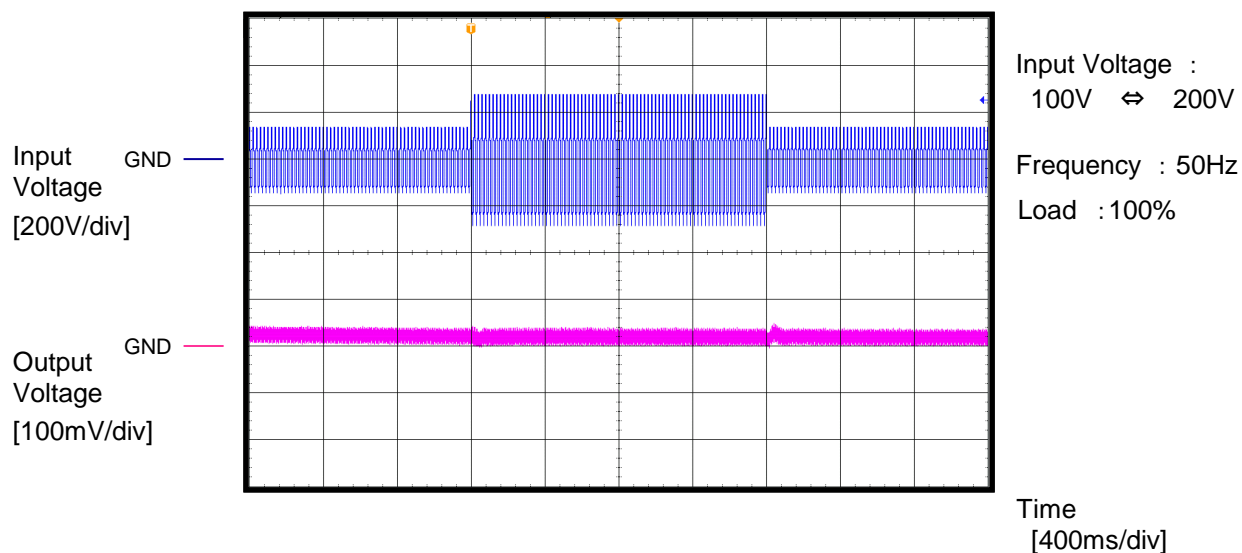 Input Voltage :
100V ⇔ 200V
Input
Voltage
[200V/div]
GND
Frequency : 50Hz
Load : 100%
Output
Voltage
[100mV/div]
GND
Time
[400ms/div]
T